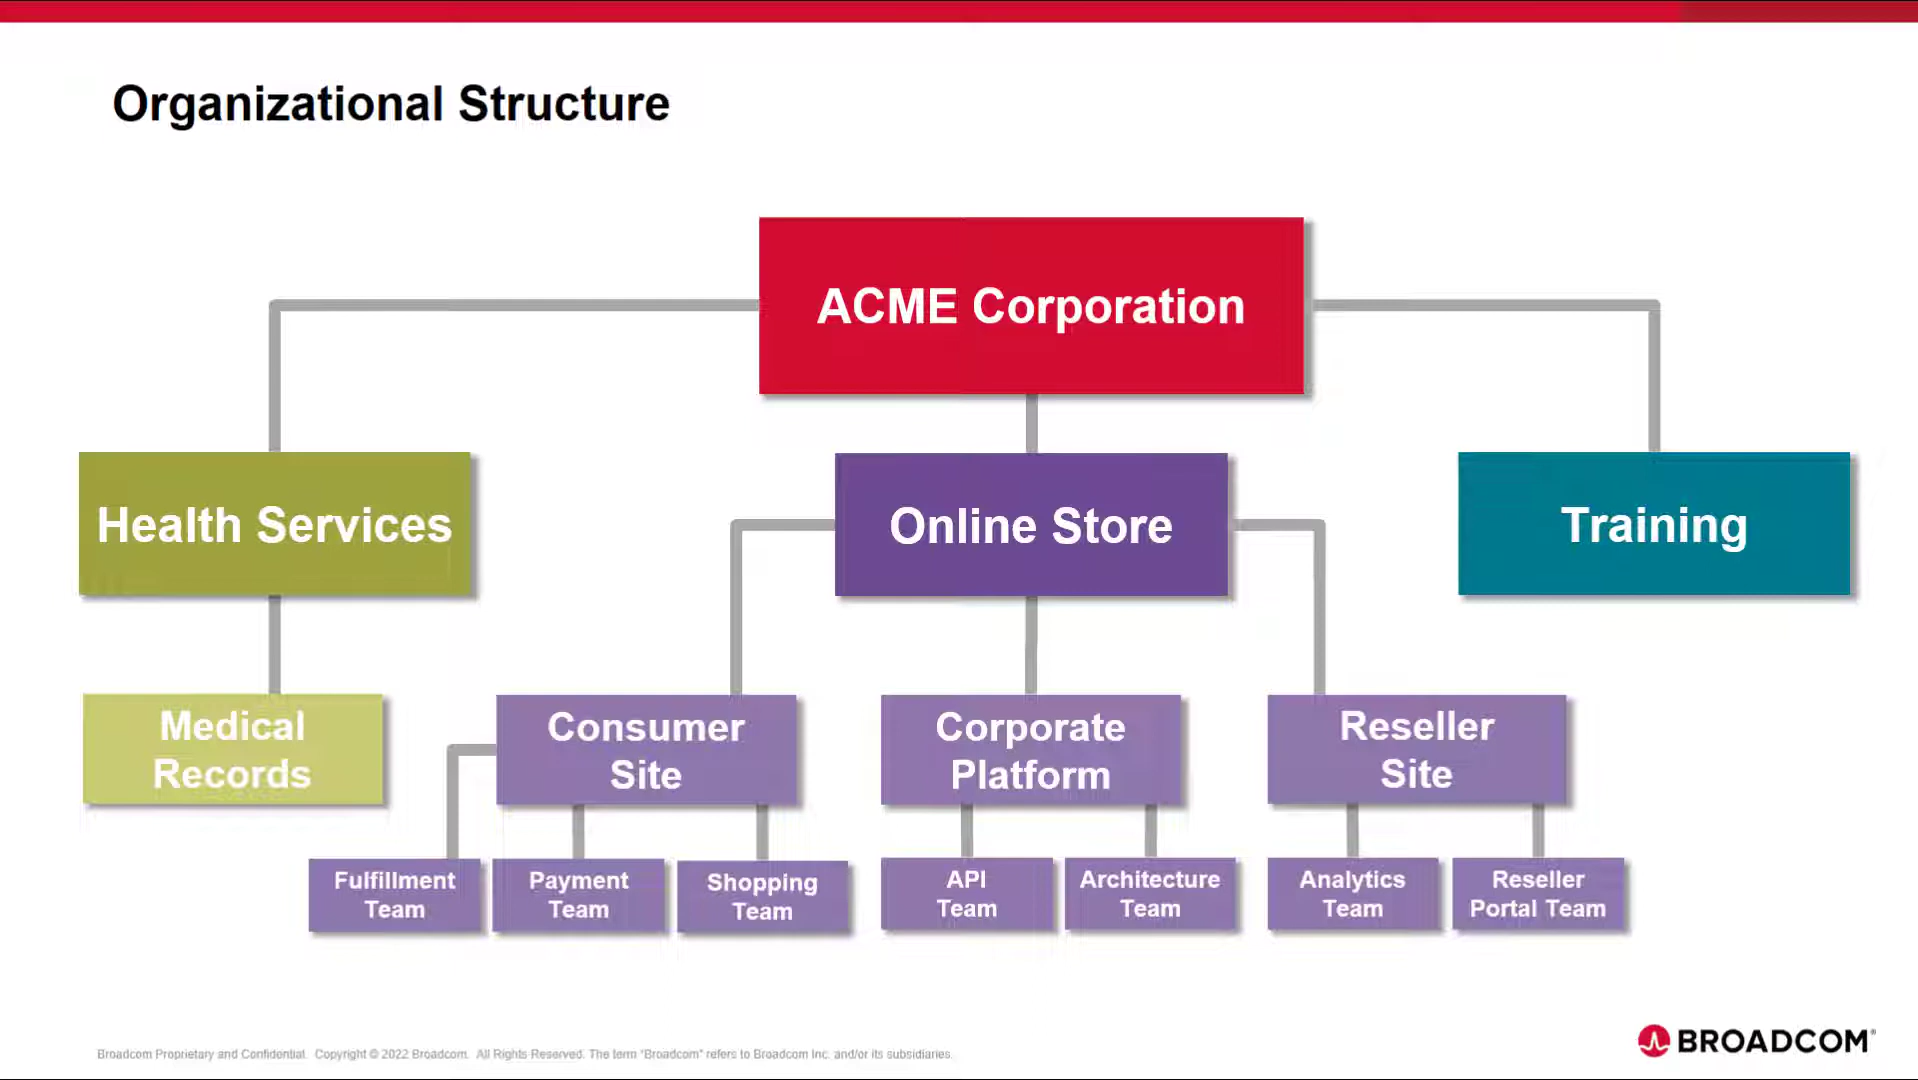 Organizational Structure
ACME Corporation
Health Services
Online Store
Training
Medical
Records
Consumer
Site
Corporate
Platform
Reseller
Site
Fulfillment
Team
Payment
Team
Shopping
Team
API
Team
Architecture
Team
Analytics
Team
Reseller
Portal Team
Broadcom Proprietary and Confidential. Copyright © 2022 Broadcom. All Rights Reserved. The term “Broadcom” refers to Broadcom Inc. and/or its subsidiaries.
BROADCOM®